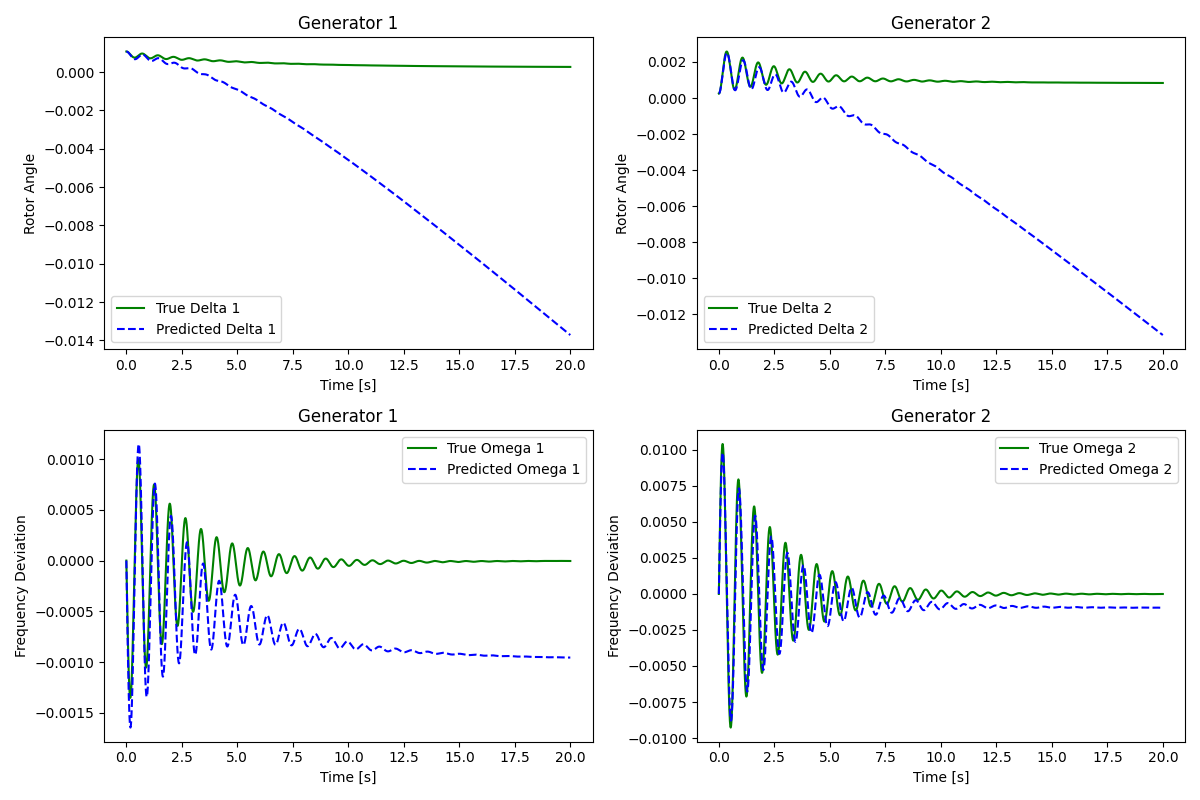 Generator 1
Rotor Angle
0.000
−0.002
−0.004
−0.006
−0.008
−0.010
−0.012
−0.014
True Delta 1
Predicted Delta 1
0.0 2.5 5.0 7.5 10.0 12.5 15.0 17.5 20.0
Time [s]
Generator 2
Rotor Angle
0.002
0.000
−0.002
−0.004
−0.006
−0.008
−0.010
−0.012
True Delta 2
Predicted Delta 2
0.0 2.5 5.0 7.5 10.0 12.5 15.0 17.5 20.0
Time [s]
Generator 1
Frequency Deviation
0.0010
0.0005
0.0000
−0.0005
−0.0010
−0.0015
True Omega 1
Predicted Omega 1
0.0 2.5 5.0 7.5 10.0 12.5 15.0 17.5 20.0
Time [s]
Generator 2
Frequency Deviation
0.0100
0.0075
0.0050
0.0025
0.0000
−0.0025
−0.0050
−0.0075
−0.0100
True Omega 2
Predicted Omega 2
0.0 2.5 5.0 7.5 10.0 12.5 15.0 17.5 20.0
Time [s]